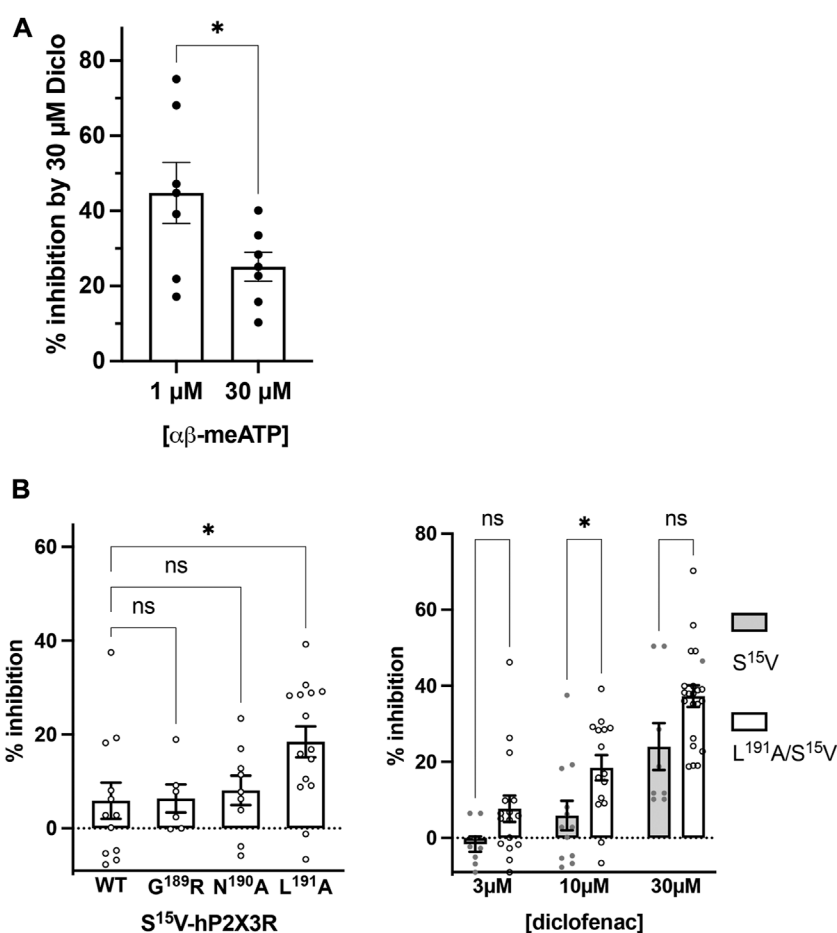 A
*
% inhibition by 30 µM Diclo
80
60
40
20
0
1 µM 30 µM
[αβ-meATP]
B
*
ns
ns
% inhibition
60
40
20
0
WT G¹⁸⁹R N¹⁹⁰A L¹⁹¹A
S¹⁵V-hP2X3R
ns * ns
% inhibition
80
60
40
20
0
3µM 10µM 30µM
[diclofenac]
S¹⁵V
L¹⁹¹A/S¹⁵V